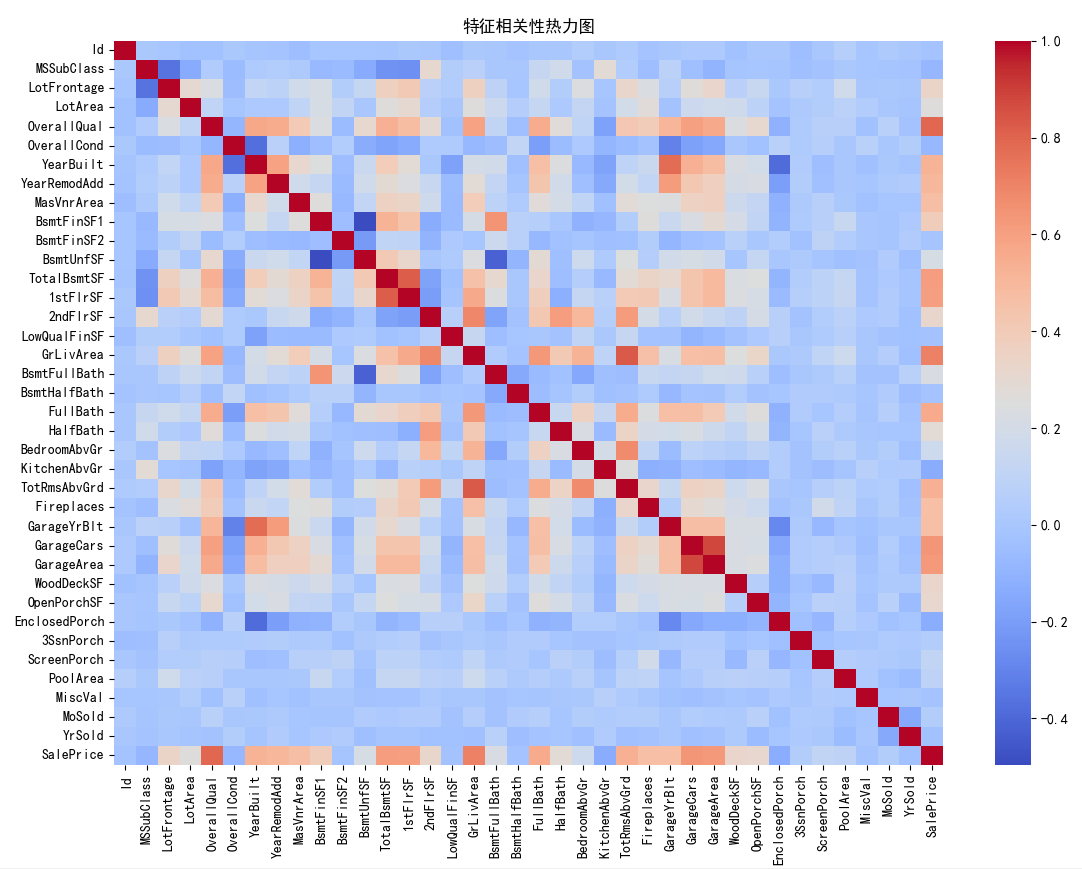 特征相关性热力图
Id
MSSubClass
LotFrontage
LotArea
OverallQual
OverallCond
YearBuilt
YearRemodAdd
MasVnrArea
BsmtFinSF1
BsmtFinSF2
BsmtUnfSF
TotalBsmtSF
1stFlrSF
2ndFlrSF
LowQualFinSF
GrLivArea
BsmtFullBath
BsmtHalfBath
FullBath
HalfBath
BedroomAbvGr
KitchenAbvGr
TotRmsAbvGrd
Fireplaces
GarageYrBlt
GarageCars
GarageArea
WoodDeckSF
OpenPorchSF
EnclosedPorch
3SsnPorch
ScreenPorch
PoolArea
MiscVal
MoSold
YrSold
SalePrice
Id
MSSubClass
LotFrontage
LotArea
OverallQual
OverallCond
YearBuilt
YearRemodAdd
MasVnrArea
BsmtFinSF1
BsmtFinSF2
BsmtUnfSF
TotalBsmtSF
1stFlrSF
2ndFlrSF
LowQualFinSF
GrLivArea
BsmtFullBath
BsmtHalfBath
FullBath
HalfBath
BedroomAbvGr
KitchenAbvGr
TotRmsAbvGrd
Fireplaces
GarageYrBlt
GarageCars
GarageArea
WoodDeckSF
OpenPorchSF
EnclosedPorch
3SsnPorch
ScreenPorch
PoolArea
MiscVal
MoSold
YrSold
SalePrice
1.0
0.8
0.6
0.4
0.2
0.0
-0.2
-0.4